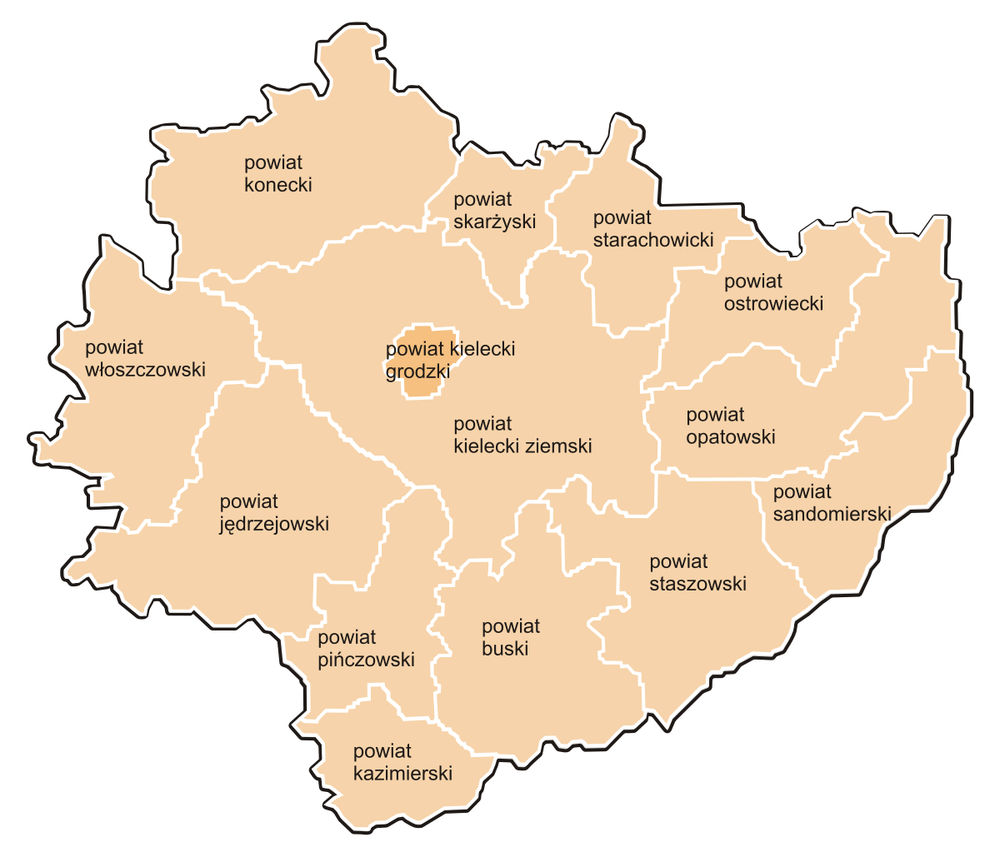 powiat
konecki
powiat
skarżyski
powiat
starachowicki
powiat
ostrowiecki
powiat
włoszczowski
powiat kielecki
grodzki
powiat
opatowski
powiat
kielecki ziemski
powiat
sandomierski
powiat
jędrzejowski
powiat
staszowski
powiat
buski
powiat
pińczowski
powiat
kazimierski